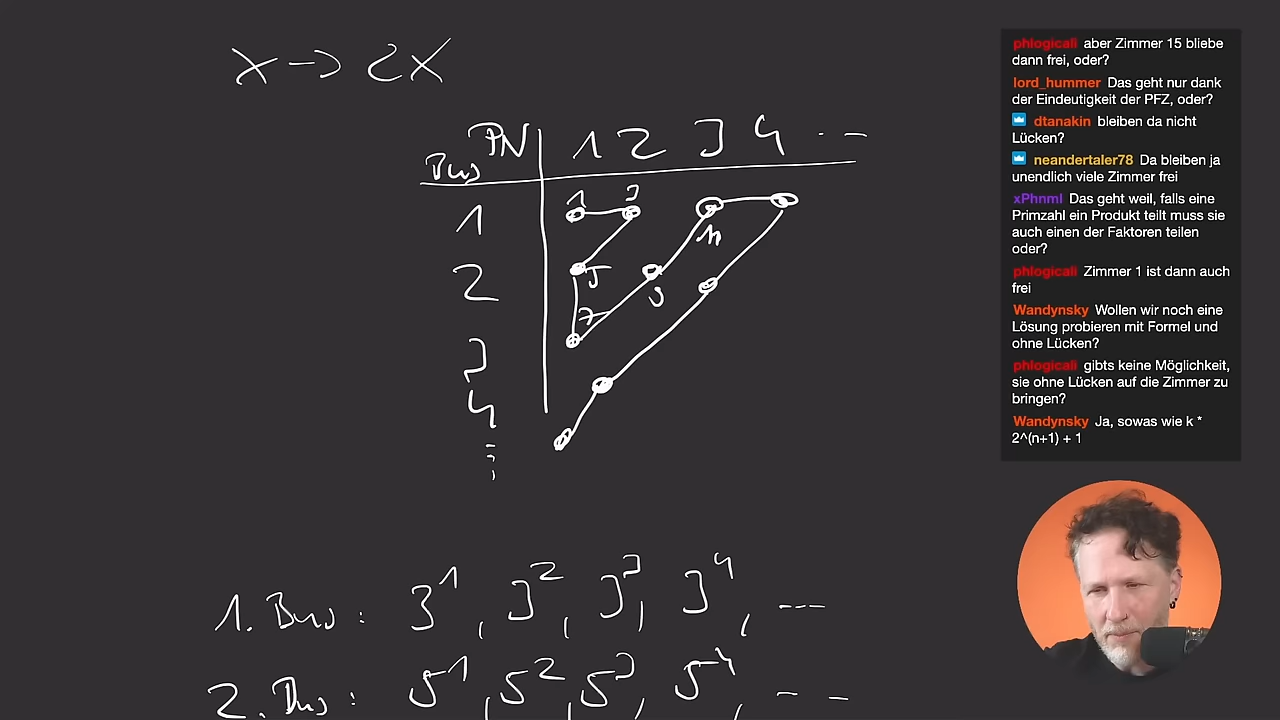 x → 2x
PN 1 2 3 4 ...
Bus
1 1 3 11
2 5 9
3 7
4
⋮
1. Bus: 3^1, 3^2, 3^3, 3^4, ...
2. Bus: 5^1, 5^2, 5^3, 5^4, ...
phlogicali aber Zimmer 15 bliebe
dann frei, oder?
lord_hummer Das geht nur dank
der Eindeutigkeit der PFZ, oder?
dtanakin bleiben da nicht
Lücken?
neandertaler78 Da bleiben ja
unendlich viele Zimmer frei
xPhnml Das geht weil, falls eine
Primzahl ein Produkt teilt muss sie
auch einen der Faktoren teilen
oder?
phlogicali Zimmer 1 ist dann auch
frei
Wandynsky Wollen wir noch eine
Lösung probieren mit Formel und
ohne Lücken?
phlogicali gibts keine Möglichkeit,
sie ohne Lücken auf die Zimmer zu
bringen?
Wandynsky Ja, sowas wie k *
2^(n+1) + 1